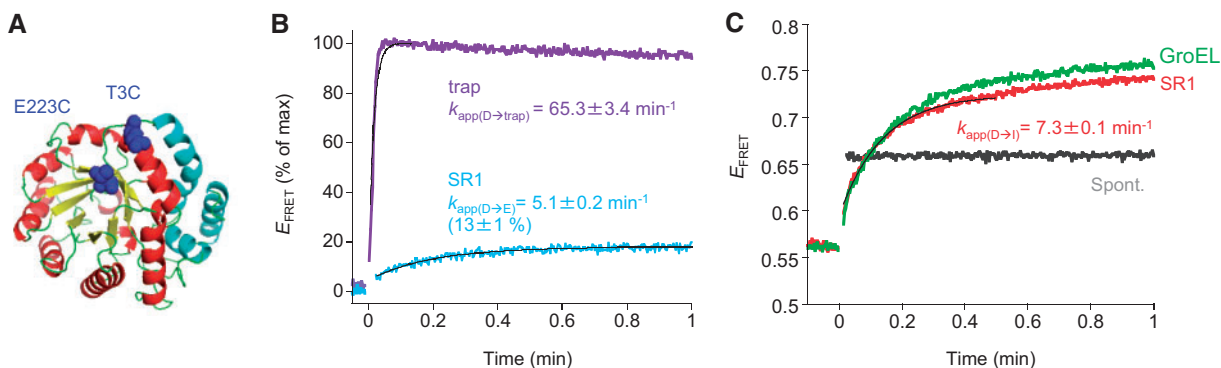 A
E223C
T3C
B
E_FRET (% of max)
100
80
60
40
20
0
trap
k_app(D→trap) = 65.3±3.4 min⁻¹
SR1
k_app(D→E) = 5.1±0.2 min⁻¹
(13±1 %)
0 0.2 0.4 0.6 0.8 1
Time (min)
C
E_FRET
0.75
0.7
0.65
0.6
0.55
0.5
GroEL
SR1
k_app(D→I) = 7.3±0.1 min⁻¹
Spont.
0 0.2 0.4 0.6 0.8 1
Time (min)